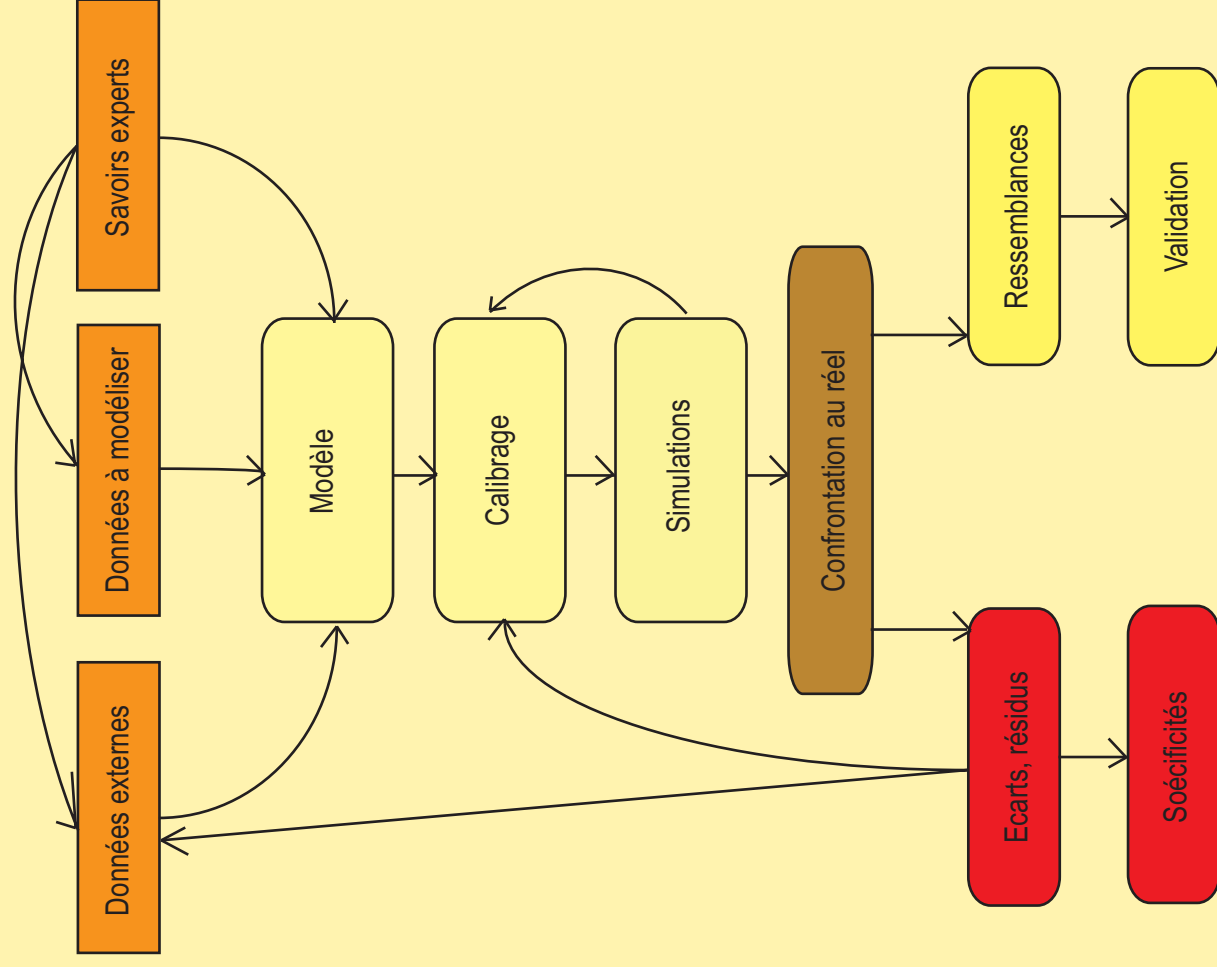 Savoirs experts
Données à modéliser
Données externes
Modèle
Calibrage
Simulations
Confrontation au réel
Ressemblances
Ecarts, résidus
Validation
Soécificités